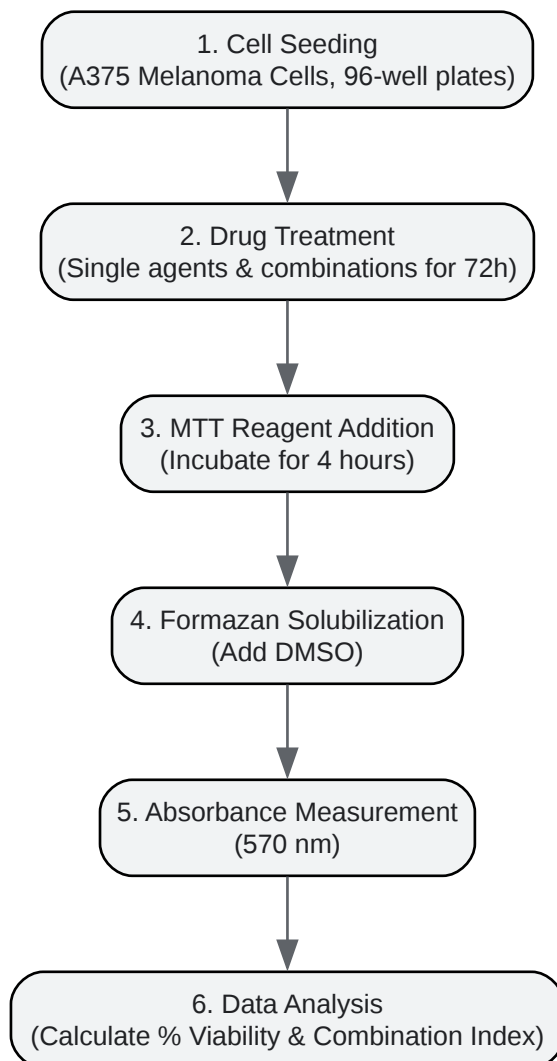 1. Cell Seeding
(A375 Melanoma Cells, 96-well plates)
2. Drug Treatment
(Single agents & combinations for 72h)
3. MTT Reagent Addition
(Incubate for 4 hours)
4. Formazan Solubilization
(Add DMSO)
5. Absorbance Measurement
(570 nm)
6. Data Analysis
(Calculate % Viability & Combination Index)